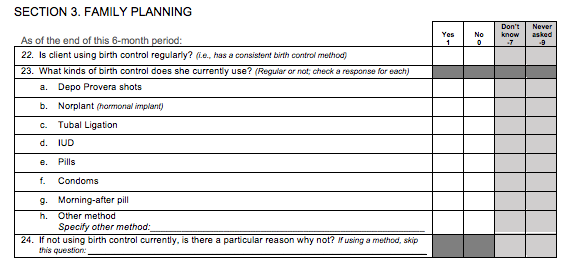 SECTION 3. FAMILY PLANNING
Yes No Don't know Never asked
As of the end of this 6-month period: 1 0 -7 -9
22. Is client using birth control regularly? (i.e., has a consistent birth control method)
23. What kinds of birth control does she currently use? (Regular or not; check a response for each)
a. Depo Provera shots
b. Norplant (hormonal implant)
c. Tubal Ligation
d. IUD
e. Pills
f. Condoms
g. Morning-after pill
h. Other method
Specify other method:
24. If not using birth control currently, is there a particular reason why not? If using a method, skip
this question: